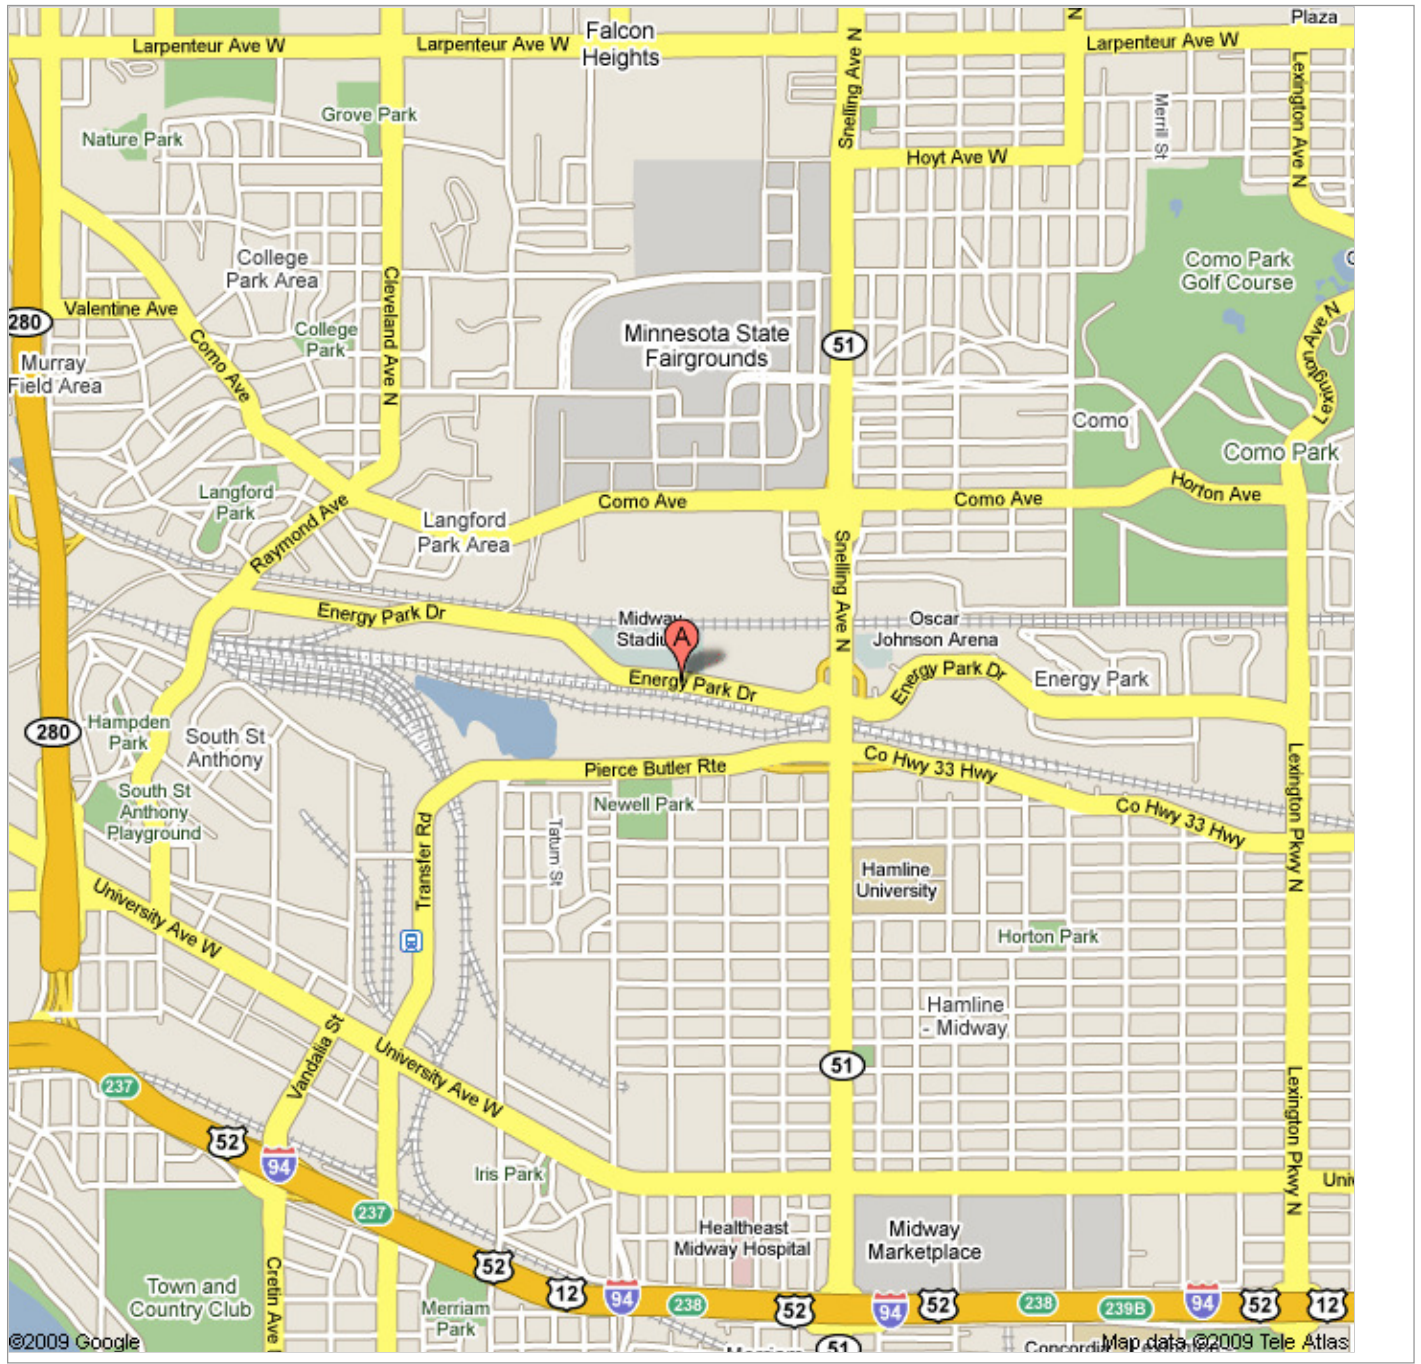 Plaza
Larpenteur Ave W
Larpenteur Ave W
Falcon
Heights
Snelling Ave N
N
Larpenteur Ave W
Lexington Ave N
Merrill St
Grove Park
Nature Park
Hoyt Ave W
College
Park Area
Cleveland Ave N
Como Park
Golf Course
Valentine Ave
280
College
Park
Como Ave
Minnesota State
Fairgrounds
51
Lexington Ave N
Murray
Field Area
Como
Como Park
Langford
Park
Raymond Ave
Langford
Park Area
Como Ave
Como Ave
Horton Ave
Snelling Ave N
Energy Park Dr
Midway
A
Oscar
Johnson Arena
Energy Park Dr
Energy Park Dr
Energy Park
280
Hampden
Park
South St
Anthony
Pierce Butler Rte
Co Hwy 33 Hwy
Co Hwy 33 Hwy
Lexington Pkwy N
South St
Anthony
Playground
Newell Park
Transfer Rd
Tatum St
Hamline
University
University Ave W
Horton Park
Hamline
- Midway
Vandalia St
University Ave W
51
237
52
94
Lexington Pkwy N
Iris Park
237
Healtheast
Midway Hospital
Midway
Marketplace
52
12
94
238
52
94
52
238
239B
94
52
12
Town and
Country Club
Cretin Ave
Merriam
Park
51
©2009 Google
Map data ©2009 Tele Atlas